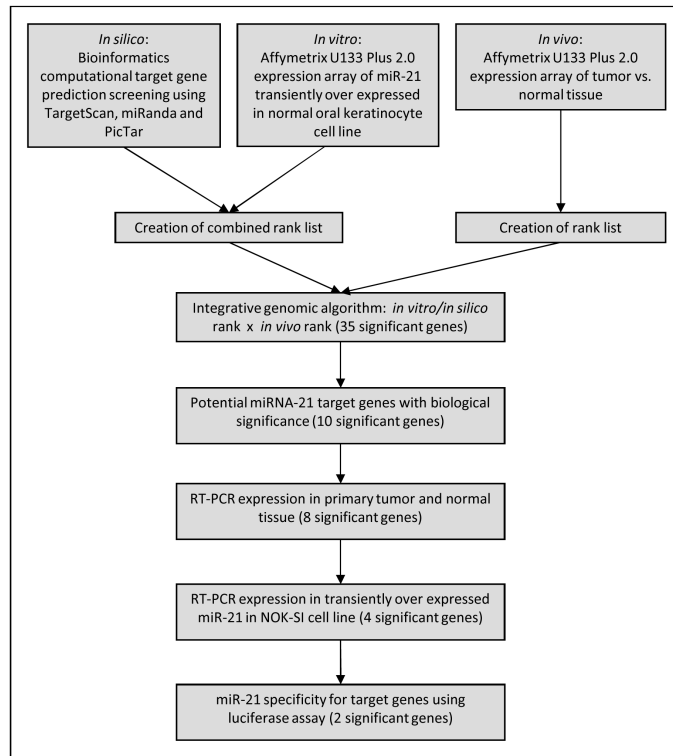 In silico:
Bioinformatics
computational target gene
prediction screening using
TargetScan, miRanda and
PicTar
In vitro:
Affymetrix U133 Plus 2.0
expression array of miR-21
transiently over expressed
in normal oral keratinocyte
cell line
In vivo:
Affymetrix U133 Plus 2.0
expression array of tumor vs.
normal tissue
Creation of combined rank list
Creation of rank list
Integrative genomic algorithm: in vitro/in silico
rank x in vivo rank (35 significant genes)
Potential miRNA-21 target genes with biological
significance (10 significant genes)
RT-PCR expression in primary tumor and normal
tissue (8 significant genes)
RT-PCR expression in transiently over expressed
miR-21 in NOK-SI cell line (4 significant genes)
miR-21 specificity for target genes using
luciferase assay (2 significant genes)